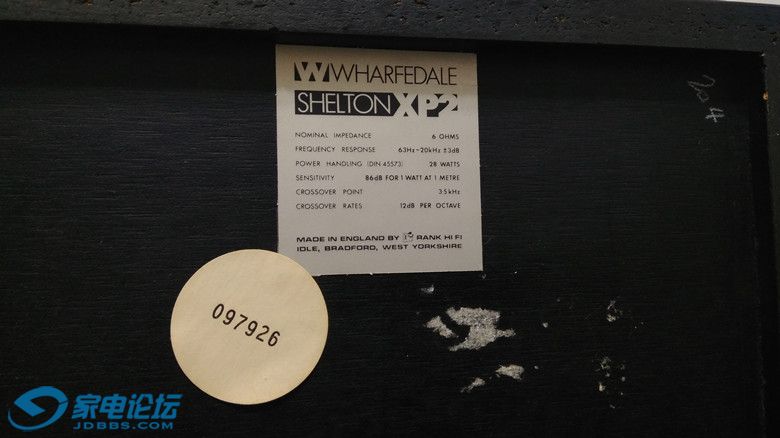 WHARFEDALE
SHELTON XP2
NOMINAL IMPEDANCE 6 OHMS
FREQUENCY RESPONSE 63Hz~20kHz ±3dB
POWER HANDLING (DIN 45573) 28 WATTS
SENSITIVITY 86dB FOR 1 WATT AT 1 METRE
CROSSOVER POINT 3·5kHz
CROSSOVER RATES 12dB PER OCTAVE
MADE IN ENGLAND BY RANK HI FI
IDLE, BRADFORD, WEST YORKSHIRE
097926
家电论坛
JDBBS.COM